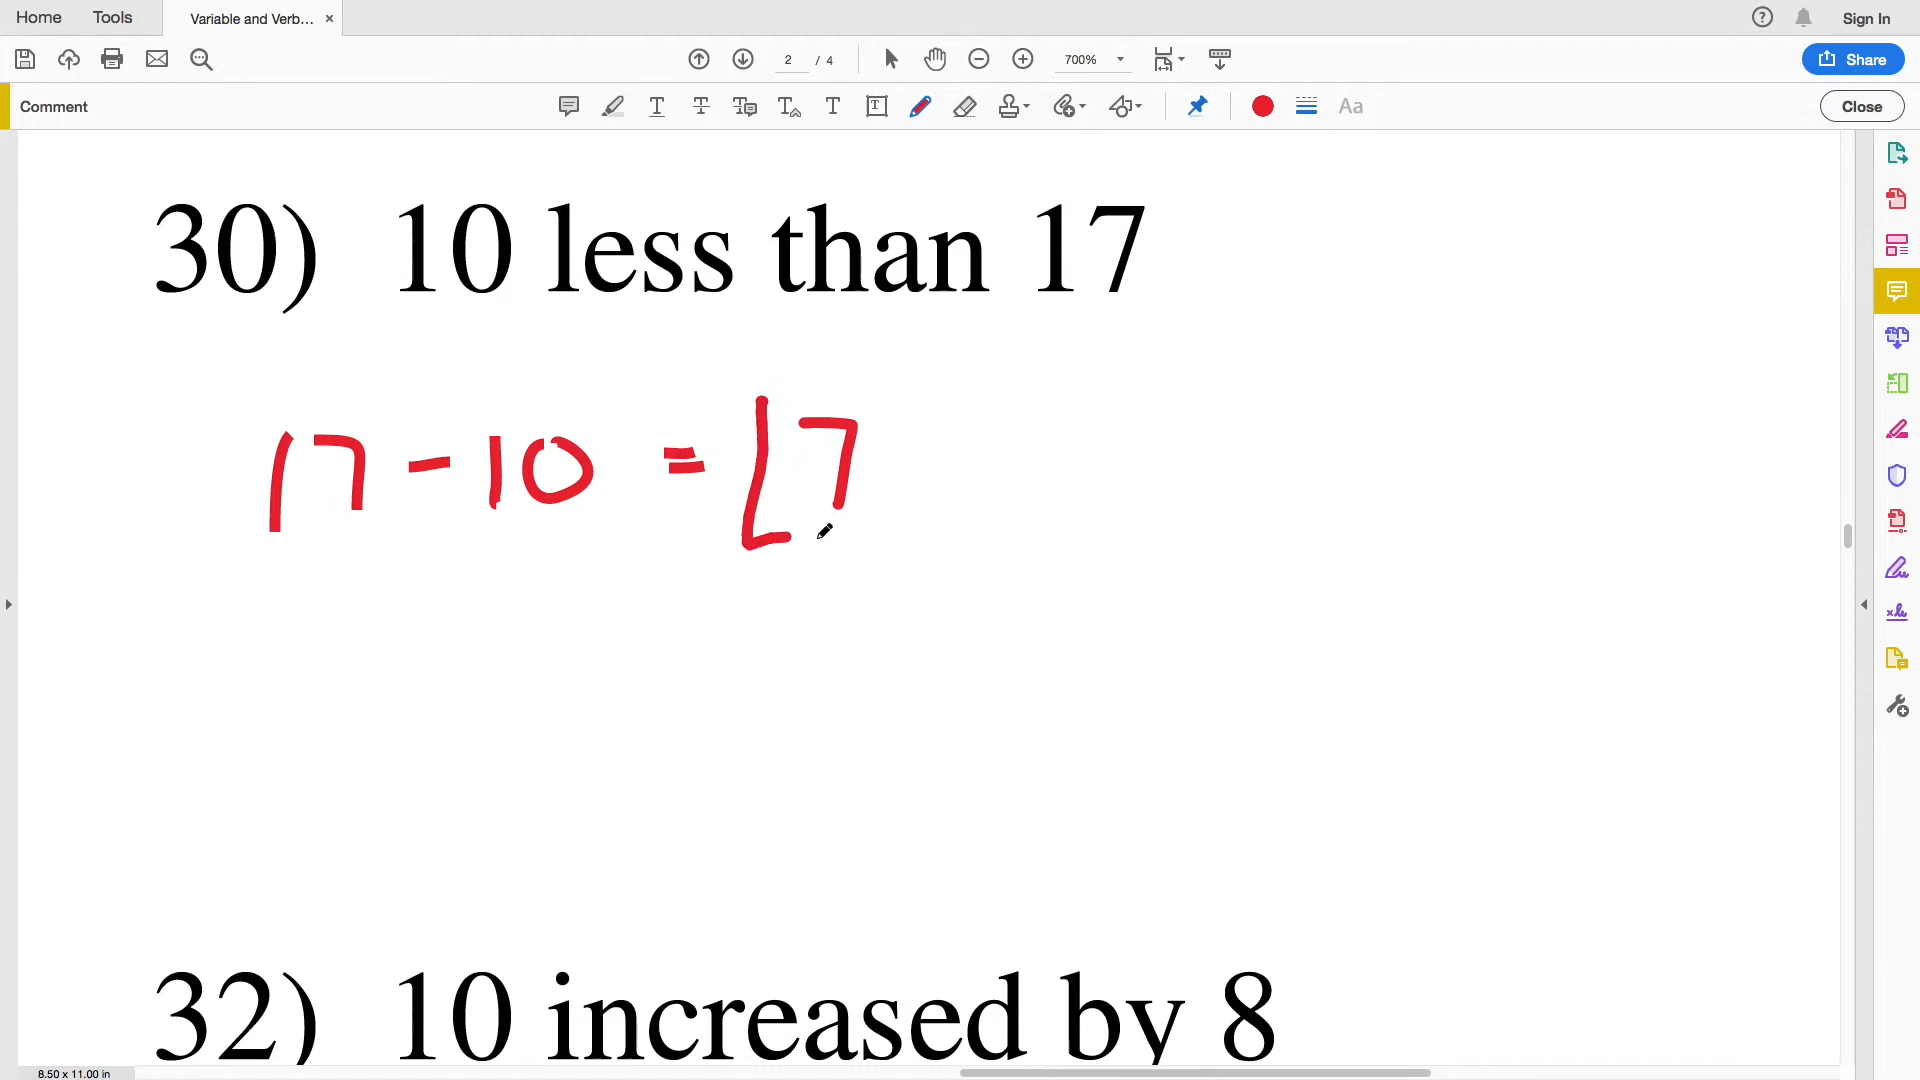 Home Tools Variable and Verb... × Sign In
2 / 4 700% Share
Comment Aa Close
30) 10 less than 17
17 - 10 = 7
32) 10 increased by 8
8.50 x 11.00 in